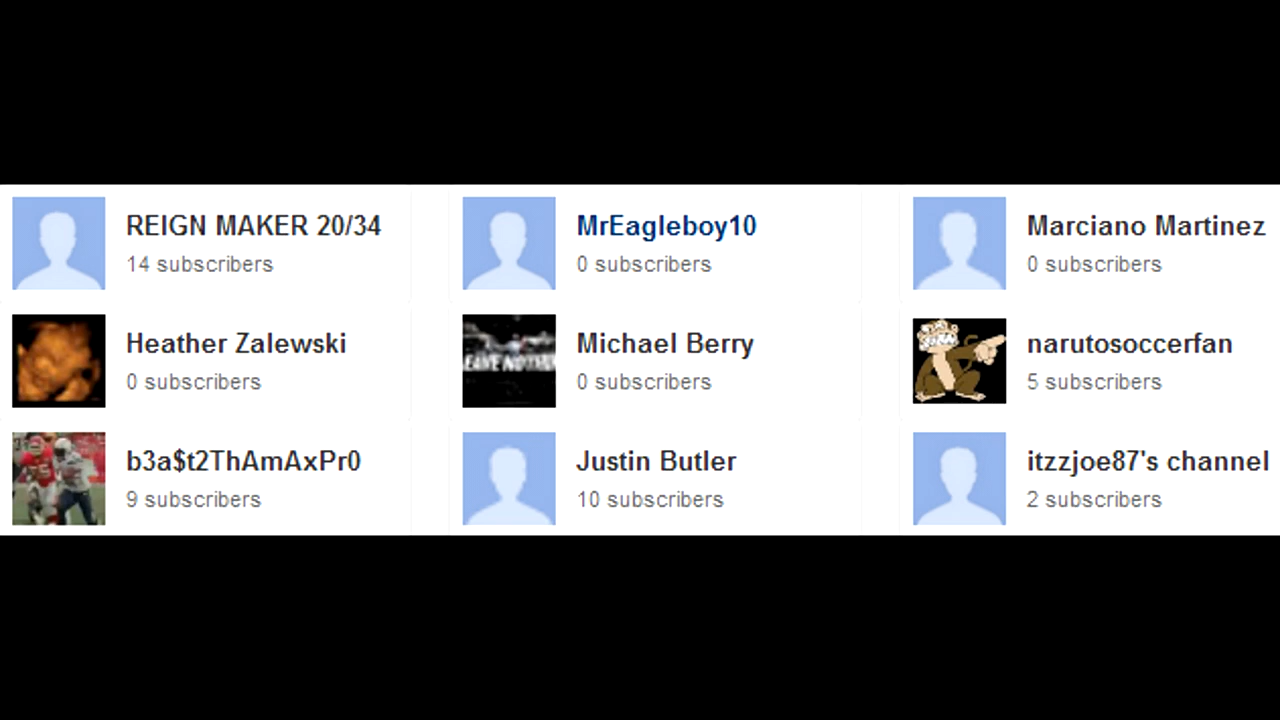 REIGN MAKER 20/34
14 subscribers
MrEagleboy10
0 subscribers
Marciano Martinez
0 subscribers
Heather Zalewski
0 subscribers
Michael Berry
0 subscribers
narutosoccerfan
5 subscribers
b3a$t2ThAmAxPr0
9 subscribers
Justin Butler
10 subscribers
itzzjoe87's channel
2 subscribers